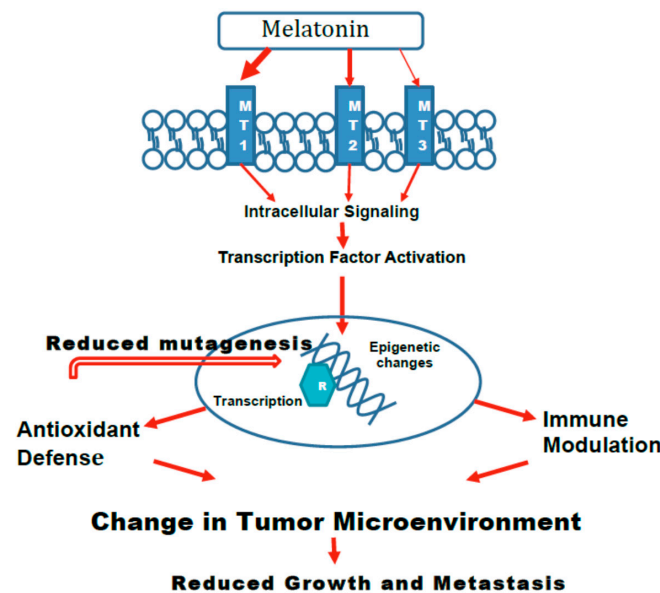 Melatonin
M
T
1
M
T
2
M
T
3
Intracellular Signaling
Transcription Factor Activation
Reduced mutagenesis
Epigenetic
changes
R
Transcription
Antioxidant
Defense
Immune
Modulation
Change in Tumor Microenvironment
Reduced Growth and Metastasis